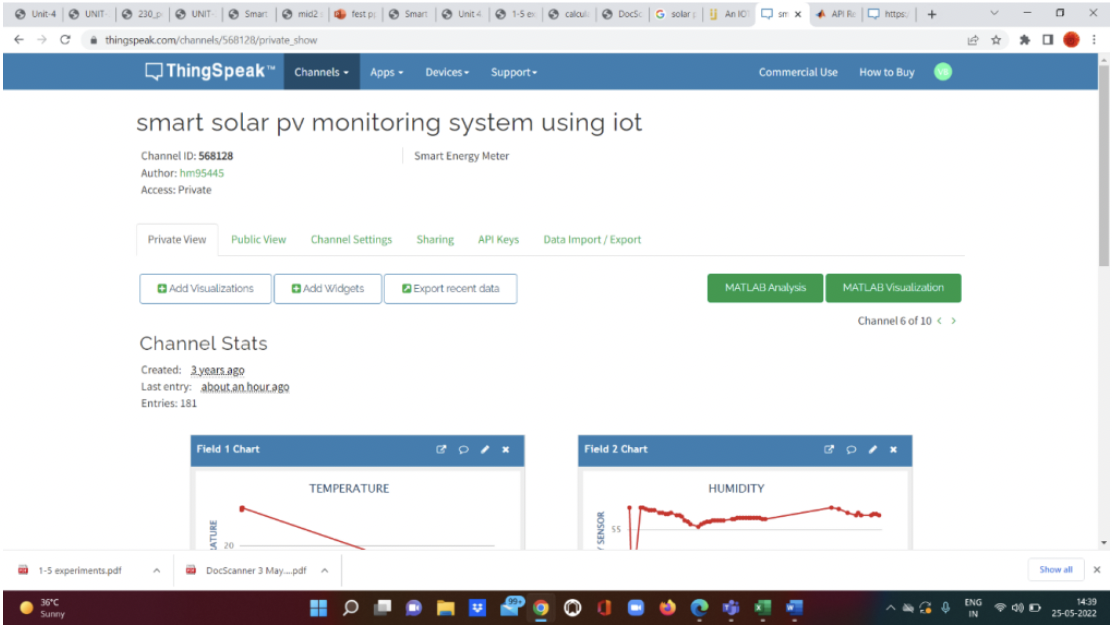 Unit-4
UNIT-
230_p
UNIT-
Smart
mid2
fest p
Smart
Unit 4
1-5 e
calcul
DocSc
solar
An IO
sm
API Re
https:
thingspeak.com/channels/568128/private_show
ThingSpeak™
Channels
Apps
Devices
Support
Commercial Use
How to Buy
smart solar pv monitoring system using iot
Channel ID: 568128
Smart Energy Meter
Author: hm95445
Access: Private
Private View
Public View
Channel Settings
Sharing
API Keys
Data Import / Export
Add Visualizations
Add Widgets
Export recent data
MATLAB Analysis
MATLAB Visualization
Channel 6 of 10 < >
Channel Stats
Created: 3 years ago
Last entry: about an hour ago
Entries: 181
Field 1 Chart
Field 2 Chart
TEMPERATURE
HUMIDITY
RATURE
20
Y SENSOR
55
1-5 experiments.pdf
DocScanner 3 May....pdf
Show all
36°C
Sunny
99+
ENG
IN
14:39
25-05-2022